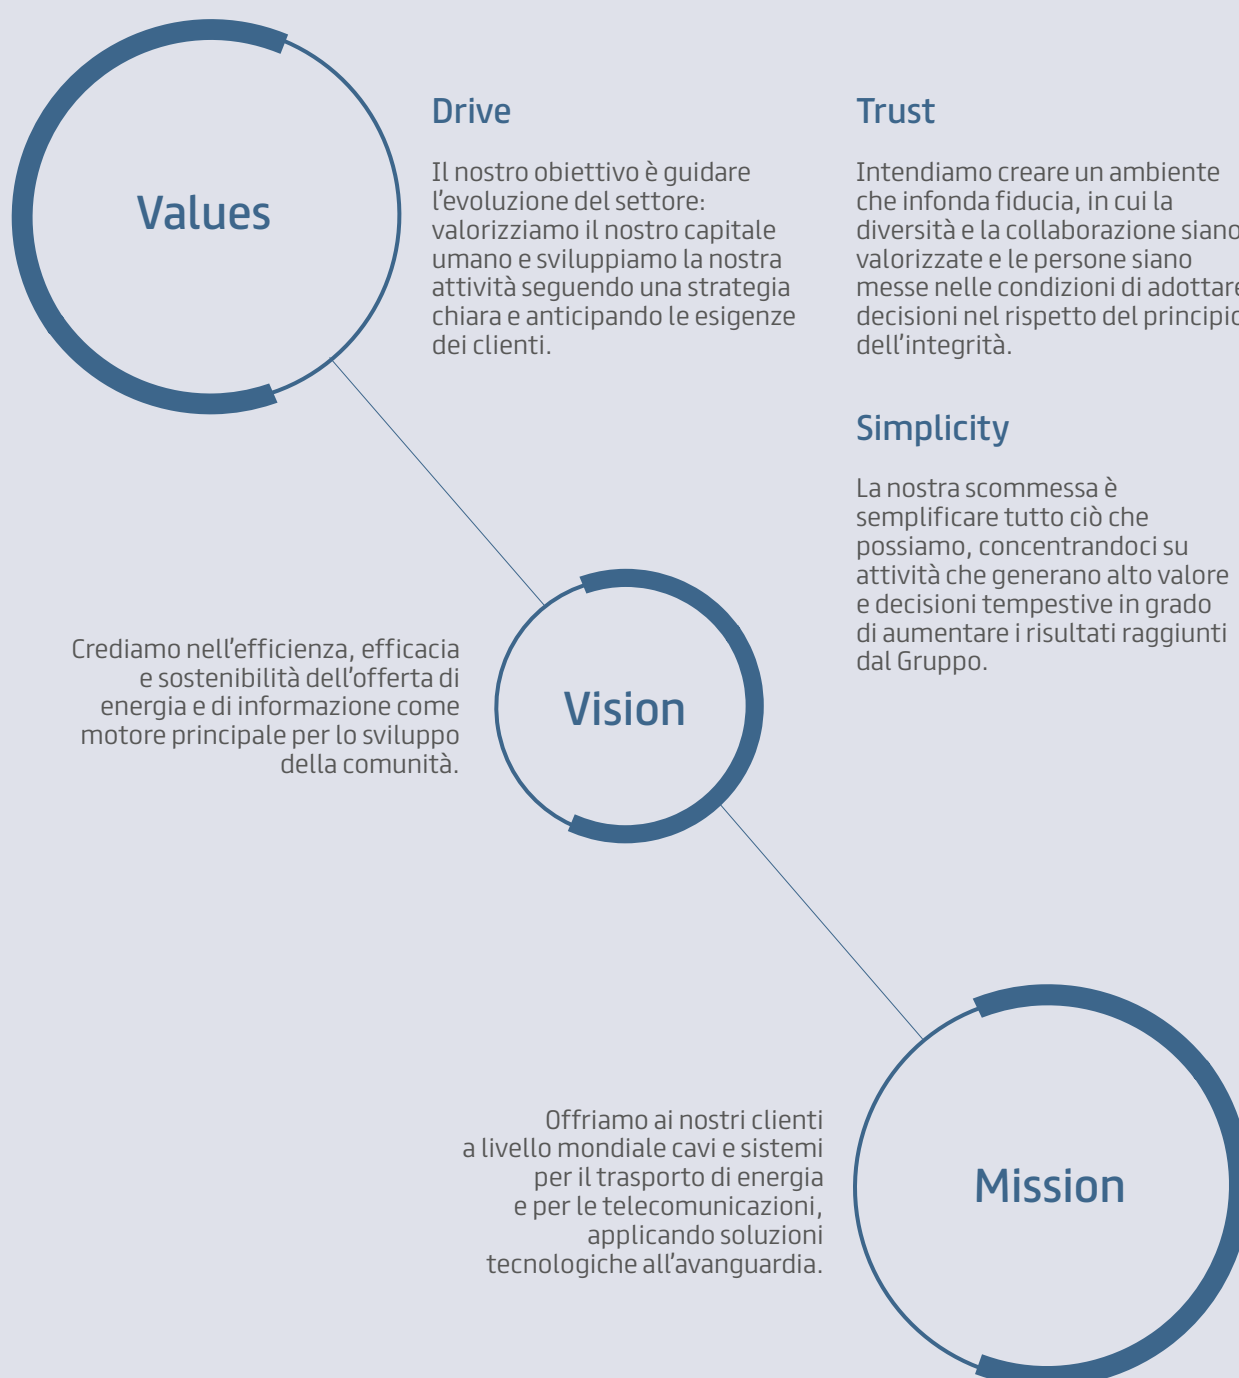 Values
Drive
Il nostro obiettivo è guidare
l'evoluzione del settore:
valorizziamo il nostro capitale
umano e sviluppiamo la nostra
attività seguendo una strategia
chiara e anticipando le esigenze
dei clienti.
Trust
Intendiamo creare un ambiente
che infonda fiducia, in cui la
diversità e la collaborazione siano
valorizzate e le persone siano
messe nelle condizioni di adottare
decisioni nel rispetto del principio
dell'integrità.
Simplicity
La nostra scommessa è
semplificare tutto ciò che
possiamo, concentrandoci su
attività che generano alto valore
e decisioni tempestive in grado
di aumentare i risultati raggiunti
dal Gruppo.
Crediamo nell'efficienza, efficacia
e sostenibilità dell'offerta di
energia e di informazione come
motore principale per lo sviluppo
della comunità.
Vision
Offriamo ai nostri clienti
a livello mondiale cavi e sistemi
per il trasporto di energia
e per le telecomunicazioni,
applicando soluzioni
tecnologiche all'avanguardia.
Mission